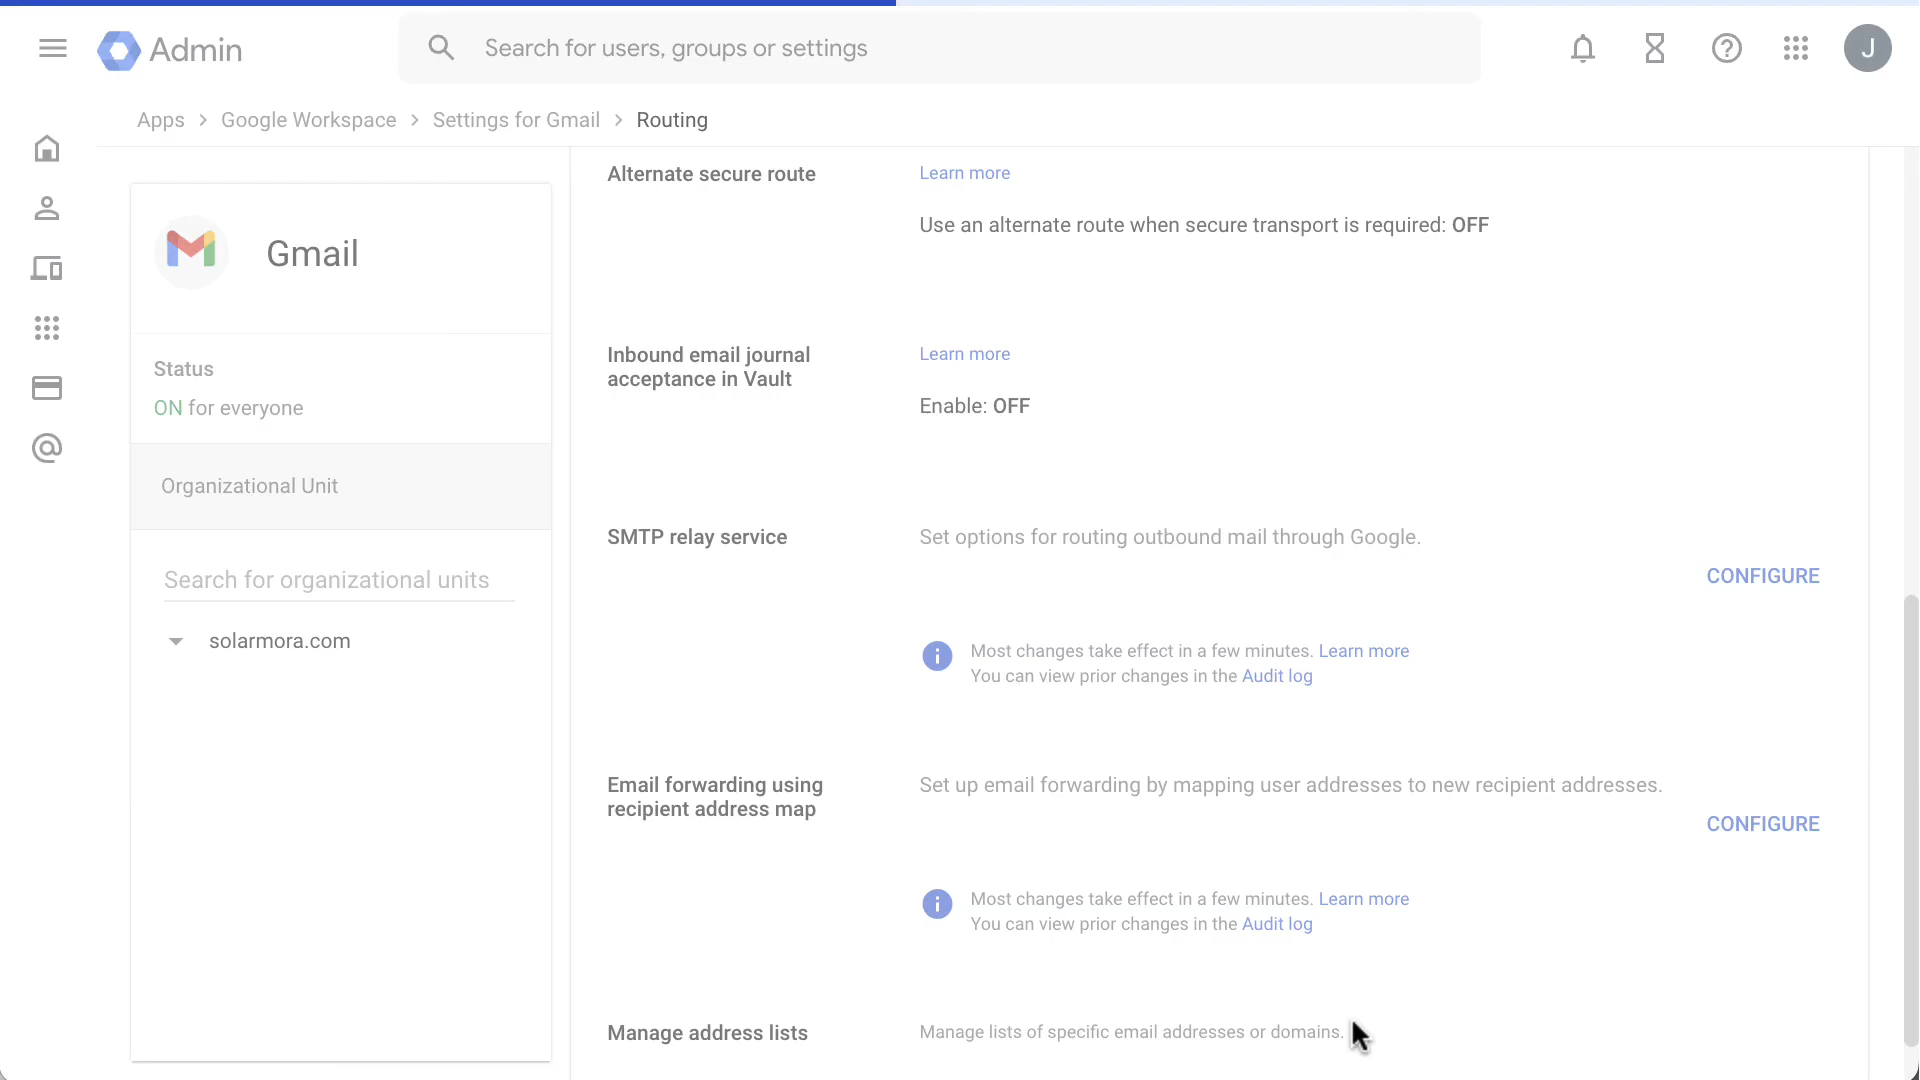 Admin
Search for users, groups or settings
J
Apps > Google Workspace > Settings for Gmail > Routing
Gmail
Status
ON for everyone
Organizational Unit
Search for organizational units
solarmora.com
Alternate secure route
Learn more
Use an alternate route when secure transport is required: OFF
Inbound email journal
acceptance in Vault
Learn more
Enable: OFF
SMTP relay service
Set options for routing outbound mail through Google.
CONFIGURE
Most changes take effect in a few minutes. Learn more
You can view prior changes in the Audit log
Email forwarding using
recipient address map
Set up email forwarding by mapping user addresses to new recipient addresses.
CONFIGURE
Most changes take effect in a few minutes. Learn more
You can view prior changes in the Audit log
Manage address lists
Manage lists of specific email addresses or domains.